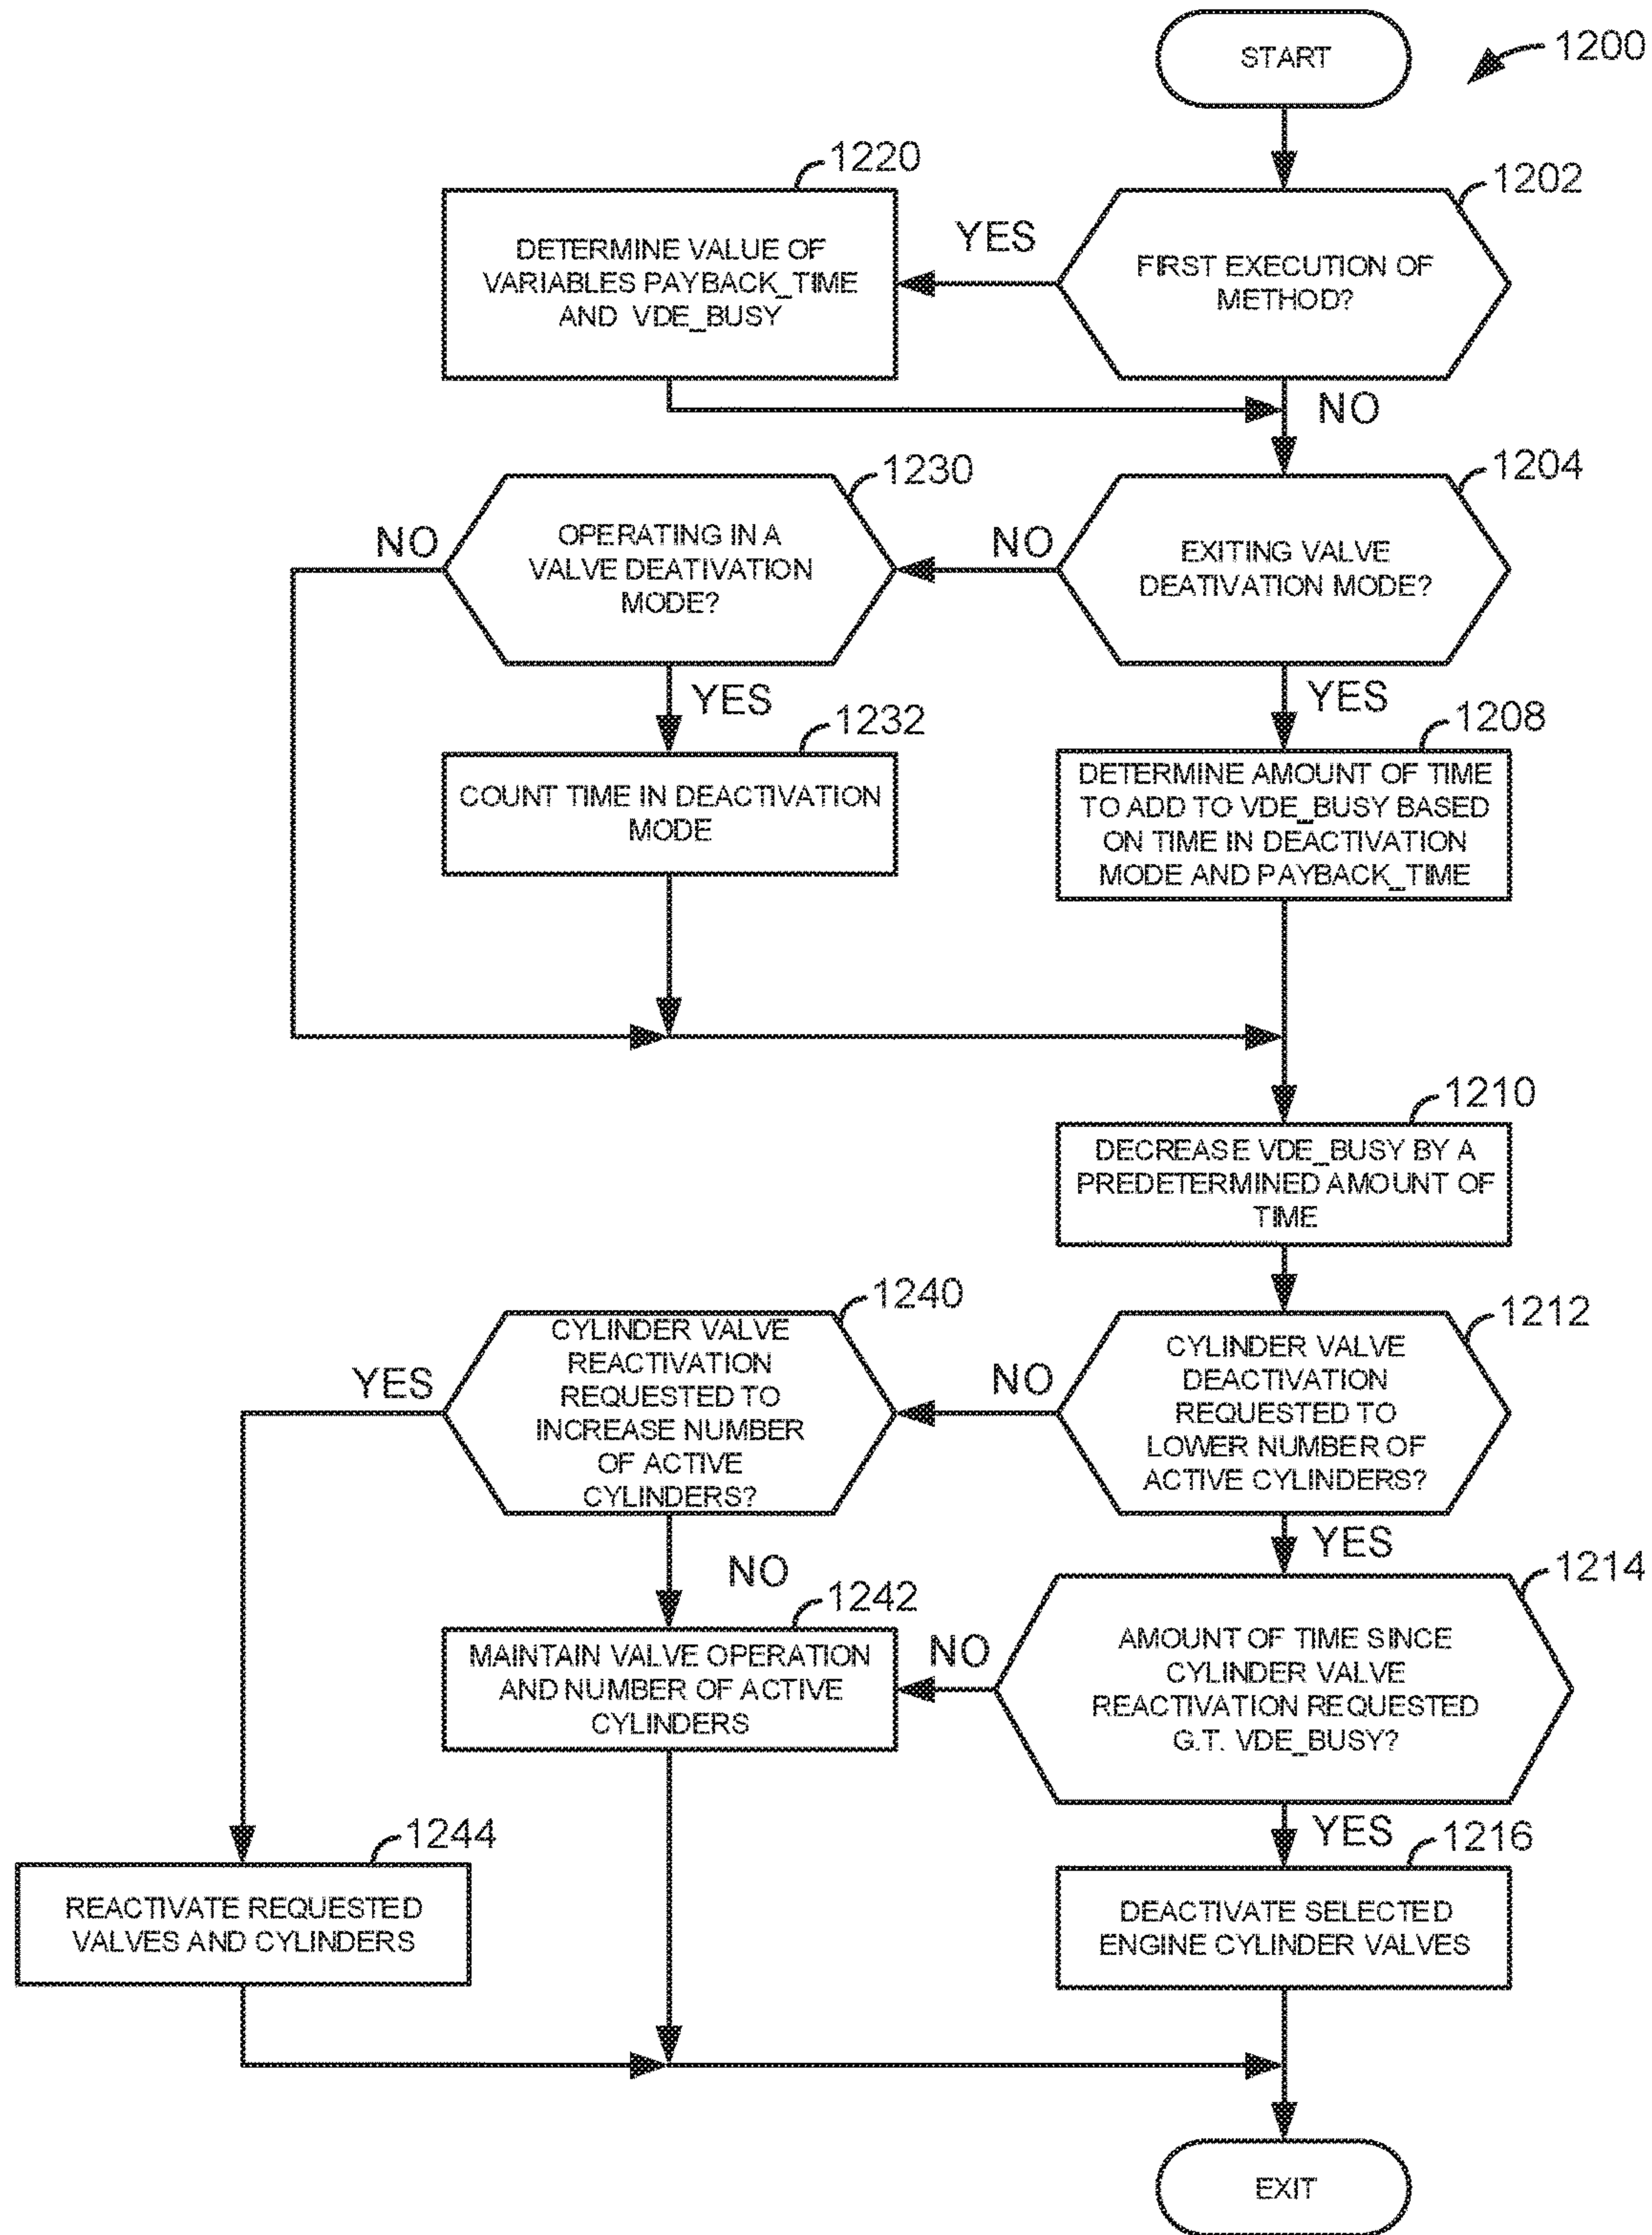 START
1200
1220
1202
DETERMINE VALUE OF
VARIABLES PAYBACK_TIME
AND VDE_BUSY
YES
FIRST EXECUTION OF
METHOD?
NO
1230
1204
NO
OPERATING IN A
VALVE DEATIVATION
MODE?
NO
EXITING VALVE
DEATIVATION MODE?
YES
1232
YES
1208
COUNT TIME IN DEACTIVATION
MODE
DETERMINE AMOUNT OF TIME
TO ADD TO VDE_BUSY BASED
ON TIME IN DEACTIVATION
MODE AND PAYBACK_TIME
1210
DECREASE VDE_BUSY BY A
PREDETERMINED AMOUNT OF
TIME
1240
1212
YES
CYLINDER VALVE
REACTIVATION
REQUESTED TO
INCREASE NUMBER
OF ACTIVE
CYLINDERS?
NO
CYLINDER VALVE
DEACTIVATION
REQUESTED TO
LOWER NUMBER OF
ACTIVE CYLINDERS?
NO
YES
1242
1214
MAINTAIN VALVE OPERATION
AND NUMBER OF ACTIVE
CYLINDERS
NO
AMOUNT OF TIME SINCE
CYLINDER VALVE
REACTIVATION REQUESTED
G.T. VDE_BUSY?
1244
YES
1216
REACTIVATE REQUESTED
VALVES AND CYLINDERS
DEACTIVATE SELECTED
ENGINE CYLINDER VALVES
EXIT